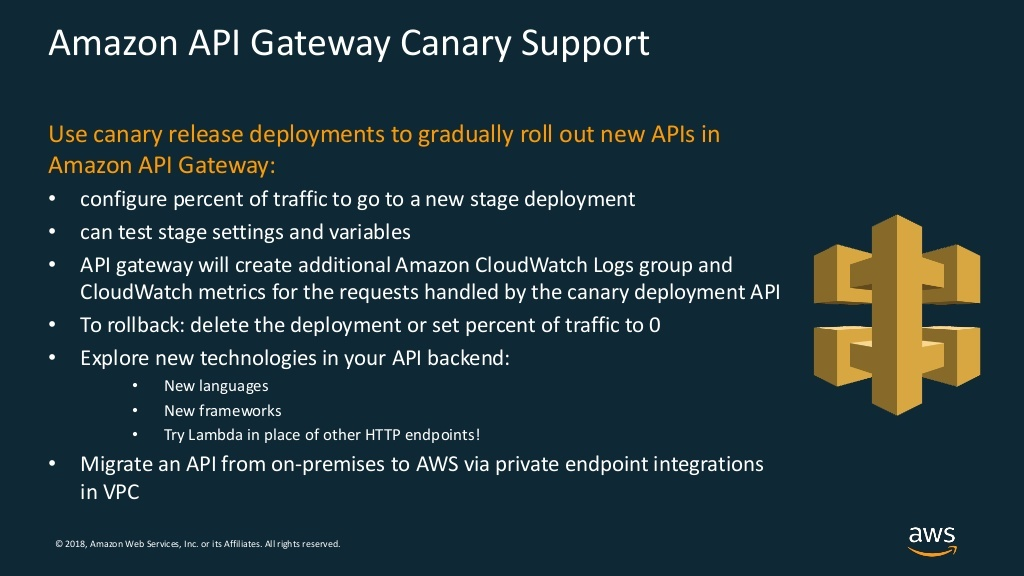 Amazon API Gateway Canary Support
Use canary release deployments to gradually roll out new APIs in
Amazon API Gateway:
• configure percent of traffic to go to a new stage deployment
• can test stage settings and variables
• API gateway will create additional Amazon CloudWatch Logs group and
CloudWatch metrics for the requests handled by the canary deployment API
• To rollback: delete the deployment or set percent of traffic to 0
• Explore new technologies in your API backend:
• New languages
• New frameworks
• Try Lambda in place of other HTTP endpoints!
• Migrate an API from on-premises to AWS via private endpoint integrations
in VPC
© 2018, Amazon Web Services, Inc. or its Affiliates. All rights reserved.
aws